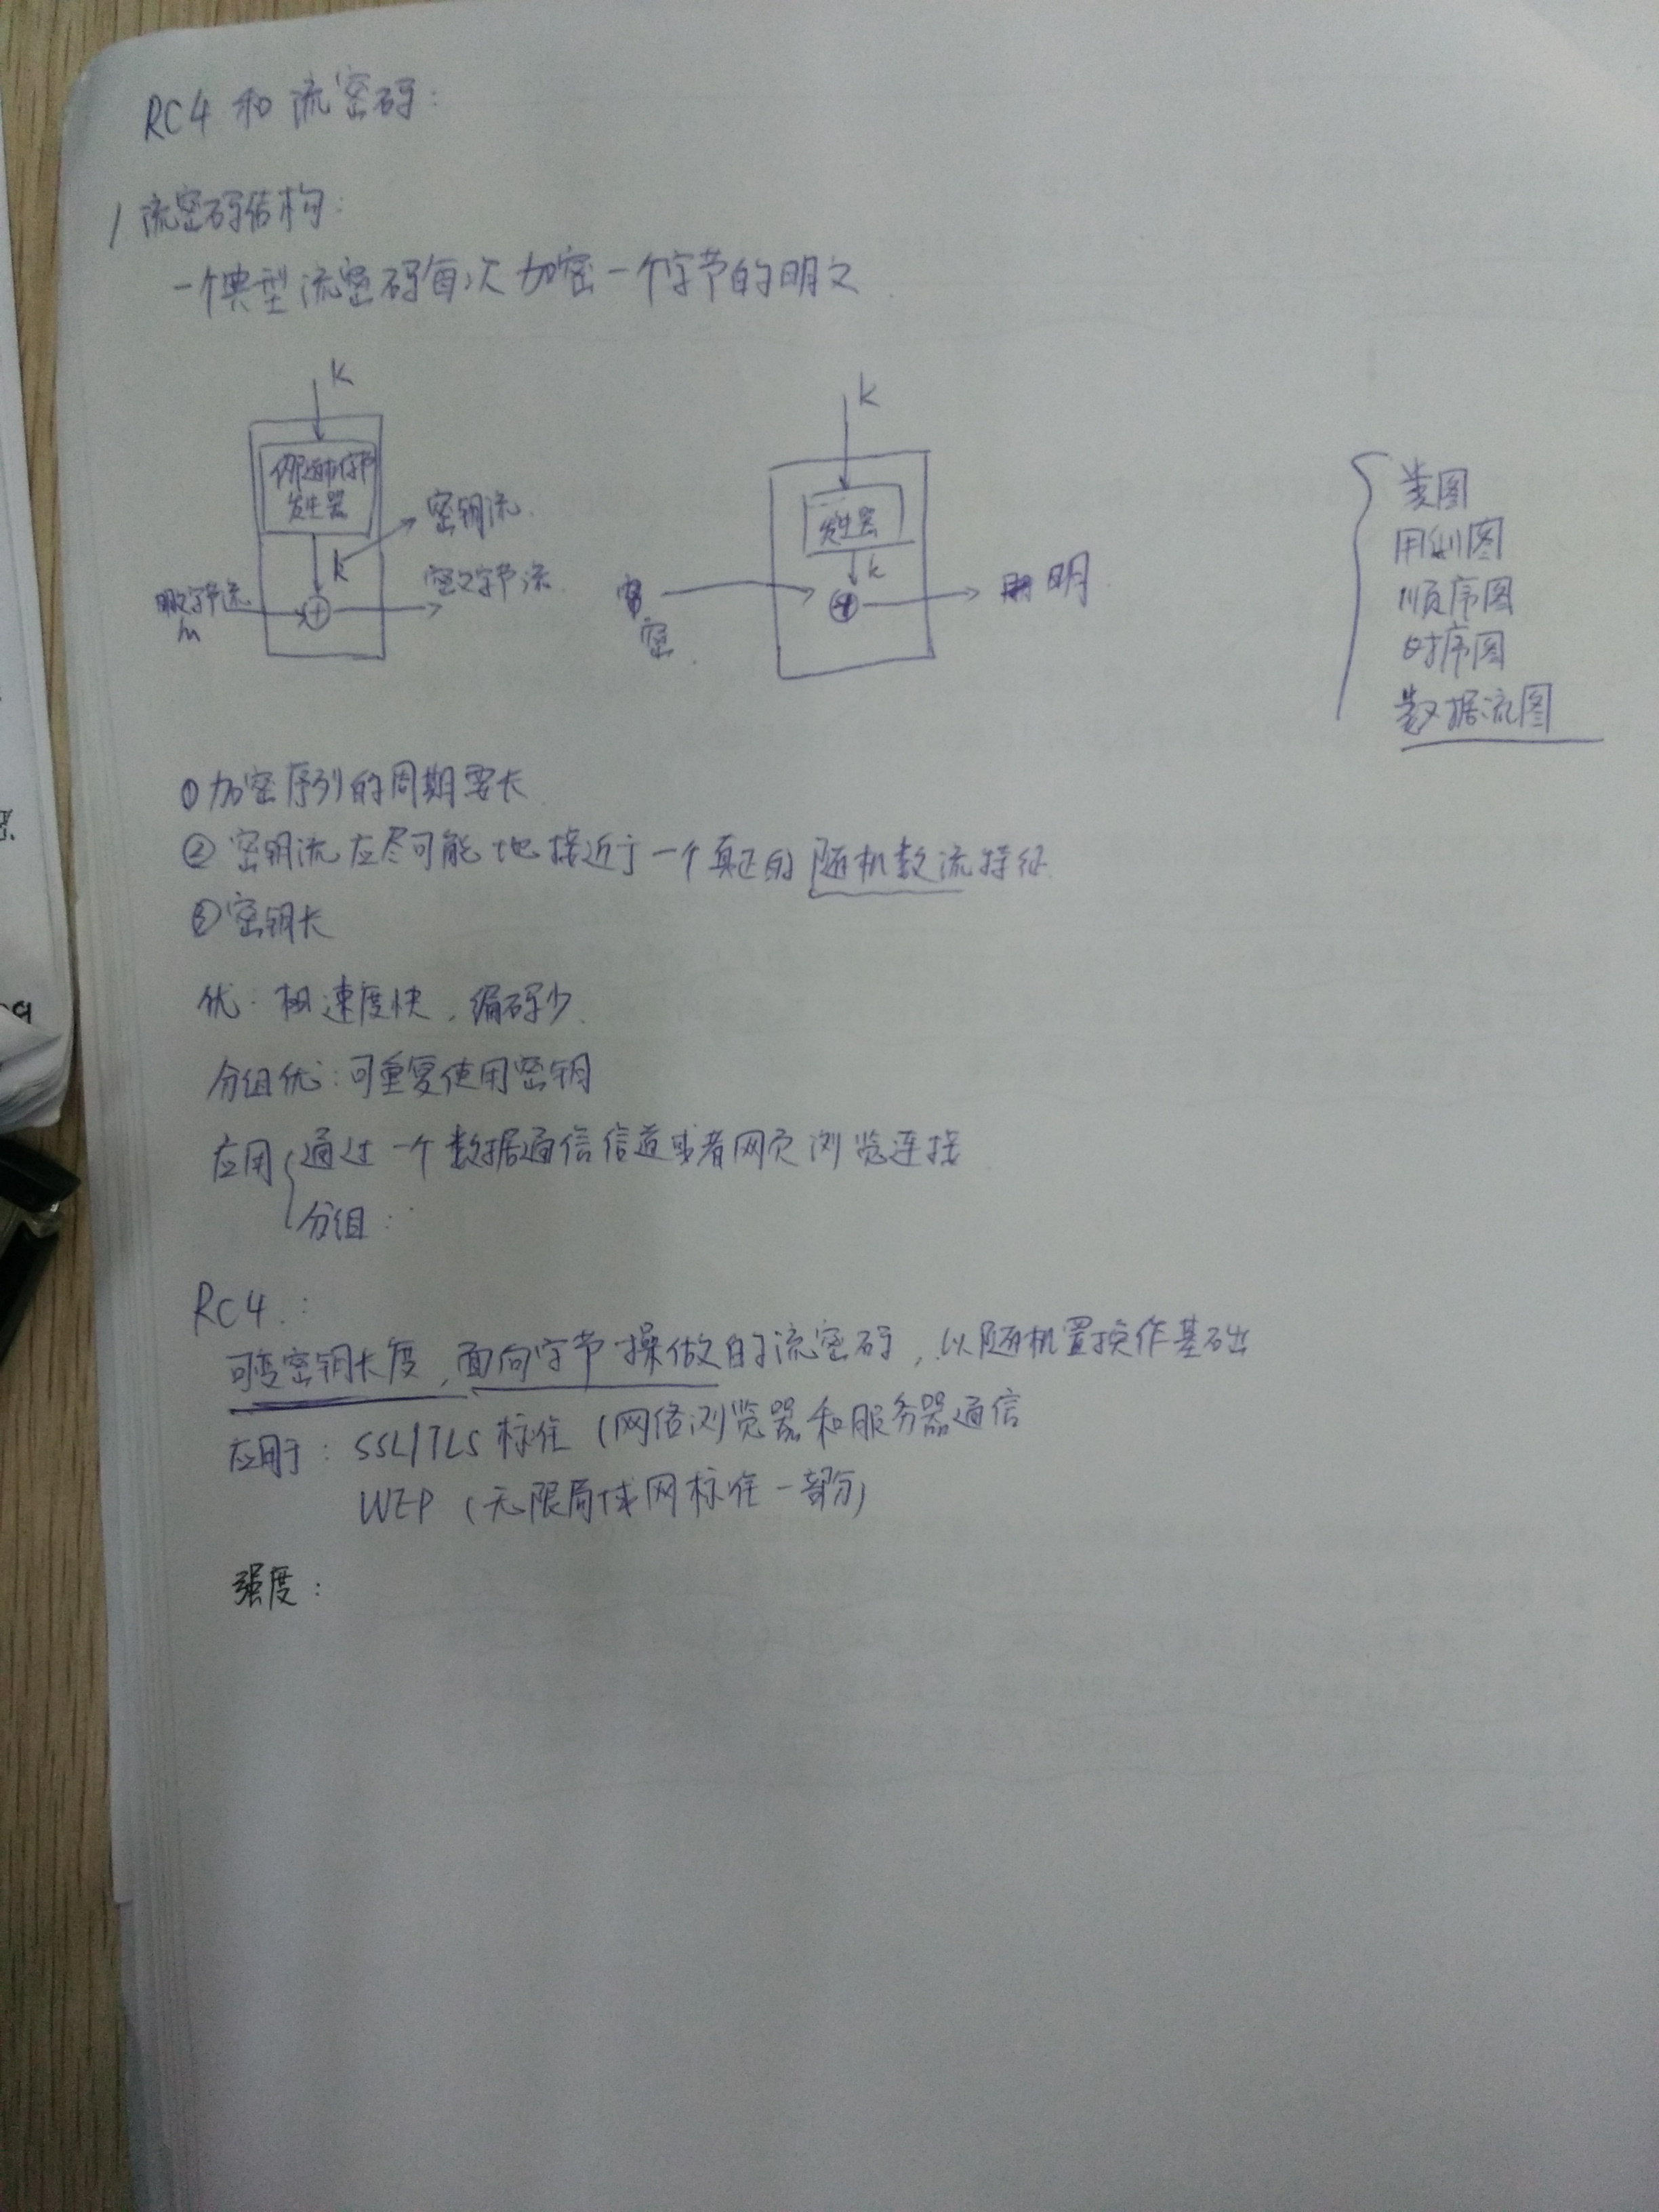 RC4 和流密码:
1 流密码结构:
一个典型流密码每次加密一个字节的明文.
k
伪随机字节
发生器
k
密钥流.
密文字节流.
明文字节流
m
k
发生器
k
密.
明.
类图
用例图
顺序图
时序图
数据流图
①加密序列的周期要长.
②密钥流应尽可能地接近于一个真正的随机数流特征.
③密钥长
优: 速度快, 编码少.
分组优: 可重复使用密钥
应用 通过一个数据通信信道或者网页浏览连接.
分组:
RC4:
可变密钥长度, 面向字节操做的流密码, 以随机置换作基础
应用于: SSL/TLS 标准 (网络浏览器和服务器通信
WEP (无限局域网标准一部分)
强度: